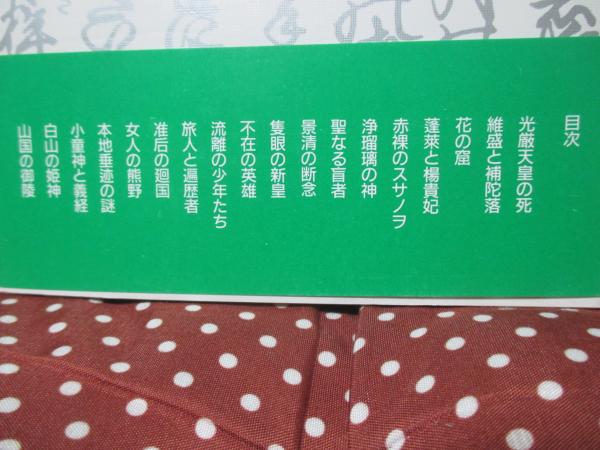 目次
光厳天皇の死
維盛と補陀落
花の窟
蓬萊と楊貴妃
赤裸のスサノヲ
浄瑠璃の神
聖なる盲者
景清の断念
隻眼の新皇
不在の英雄
流離の少年たち
旅人と遍歴者
准后の廻国
女人の熊野
本地垂迹の謎
小童神と義経
白山の姫神
山国の御陵